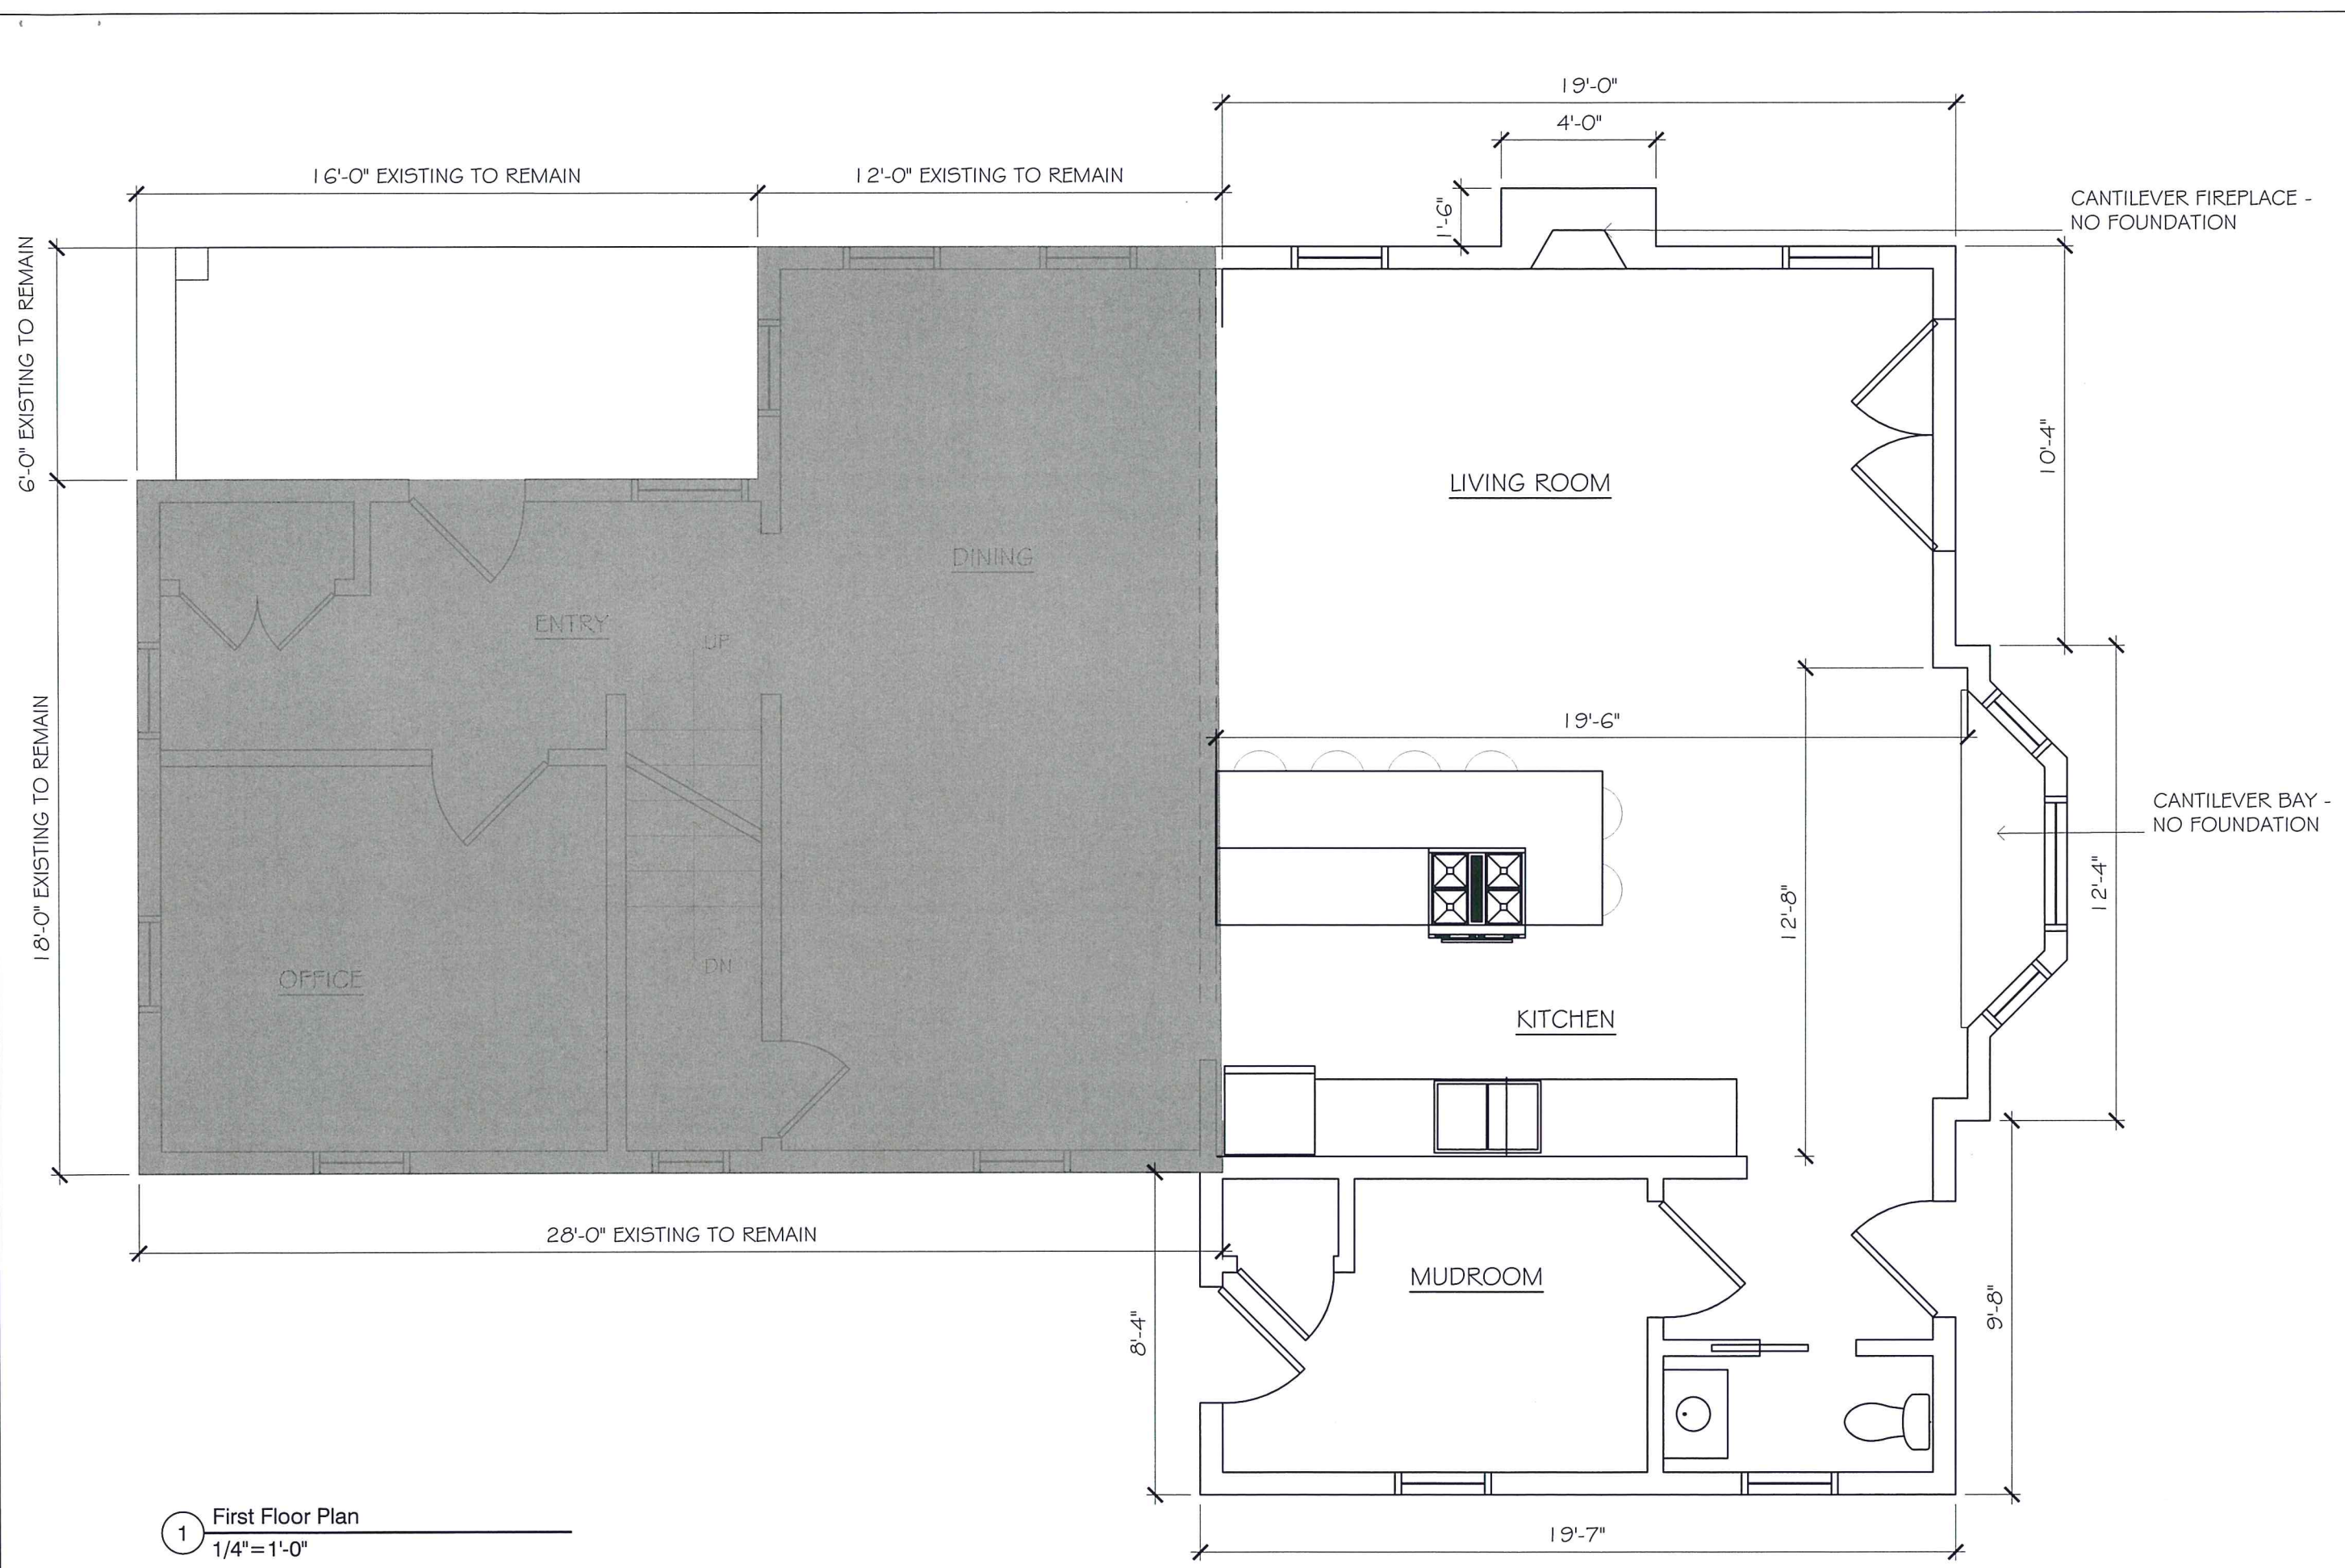 19'-0"
4'-0"
16'-0" EXISTING TO REMAIN
12'-0" EXISTING TO REMAIN
1'-6"
CANTILEVER FIREPLACE -
NO FOUNDATION
6'-0" EXISTING TO REMAIN
10'-4"
LIVING ROOM
DINING
ENTRY
UP
18'-0" EXISTING TO REMAIN
19'-6"
CANTILEVER BAY -
NO FOUNDATION
12'-8"
12'-4"
DN
OFFICE
KITCHEN
28'-0" EXISTING TO REMAIN
MUDROOM
8'-4"
9'-8"
1
First Floor Plan
1/4"=1'-0"
19'-7"